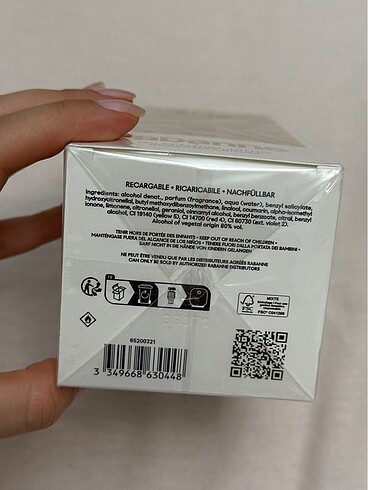 RECARGABLE • RICARICABILE • NACHFÜLLBAR
Ingredients: alcohol denat., parfum (fragrance), aqua (water), benzyl salicylate,
hydroxycitronellal, butyl methoxydibenzoylmethane, linalool, coumarin, alpha-isomethyl
ionone, limonene, citronellol, geraniol, cinnamyl alcohol, benzyl benzoate, citral, benzyl
alcohol, CI 19140 (yellow 5), CI 14700 (red 4), CI 60730 (ext. violet 2).
Alcohol of vegetal origin 80% vol.
TENIR HORS DE PORTÉE DES ENFANTS • KEEP OUT OF REACH OF CHILDREN •
MANTÉNGASE FUERA DEL ALCANCE DE LOS NIÑOS • TENERE FUORI DALLA PORTATA DEI BAMBINI •
DARF NICHT IN DIE HÄNDE VON KINDERN GELANGEN
NE PEUT ÊTRE VENDU QUE PAR LES DISTRIBUTEURS AGRÉÉS RABANNE
CAN ONLY BE SOLD BY AUTHORIZED RABANNE DISTRIBUTORS
FR
MIXTE
FSC
FSC® C041286
65200321
3 349668 630448